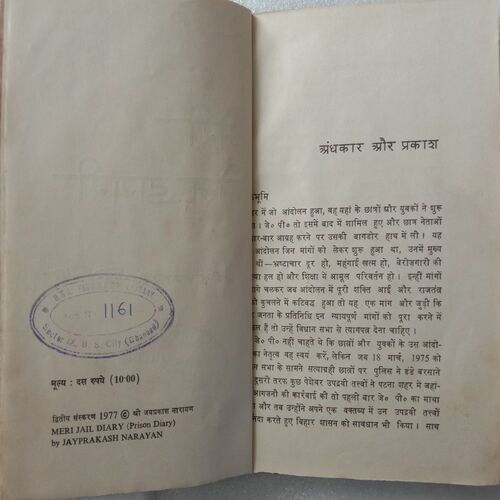 1161
Sector IX, B. S. City (Dhanbad)
मूल्य : दस रुपये (10·00)
द्वितीय संस्करण 1977 © श्री जयप्रकाश नारायण
MERI JAIL DIARY (Prison Diary)
by JAYPRAKASH NARAYAN
अंधकार और प्रकाश
भूमि
में जो आंदोलन हुआ, वह यहां के छात्रों और युवकों ने शुरू
। जे० पी० तो इसमें बाद में शामिल हुए और छात्र नेताओं
बार-बार आग्रह करने पर उसकी बागडोर हाथ में ली। यह
आंदोलन जिन मांगों को लेकर शुरू हुआ था, उनमें मुख्य
थीं—भ्रष्टाचार दूर हो, महंगाई खत्म हो, बेरोजगारी की
हल हो और शिक्षा में आमूल परिवर्तन हो। इन्हीं मांगों
चलकर जब आंदोलन में पूरी शक्ति आई और राजतंत्र
कुचलने में कटिबद्ध हुआ तो यह एक मांग और जुड़ी कि
जनता के प्रतिनिधि इन न्यायपूर्ण मांगों को पूरा करने में
हैं तो उन्हें विधान सभा से त्यागपत्र देना चाहिए।
जे० पी० नहीं चाहते थे कि छात्रों और युवकों के उस आंदो-
का नेतृत्व वह स्वयं करें, लेकिन जब 18 मार्च, 1975 को
सभा के सामने सत्याग्रही छात्रों पर पुलिस ने डंडे बरसाने
दूसरी तरफ कुछ पेशेवर उपद्रवी तत्त्वों ने पटना शहर में जहां-
आगजनी की कार्रवाई की तो पहली बार जे० पी० का माथा
और तब उन्होंने अपने एक वक्तव्य में उन उपद्रवी तत्त्वों
करते हुए बिहार शासन को सावधान भी किया। साथ